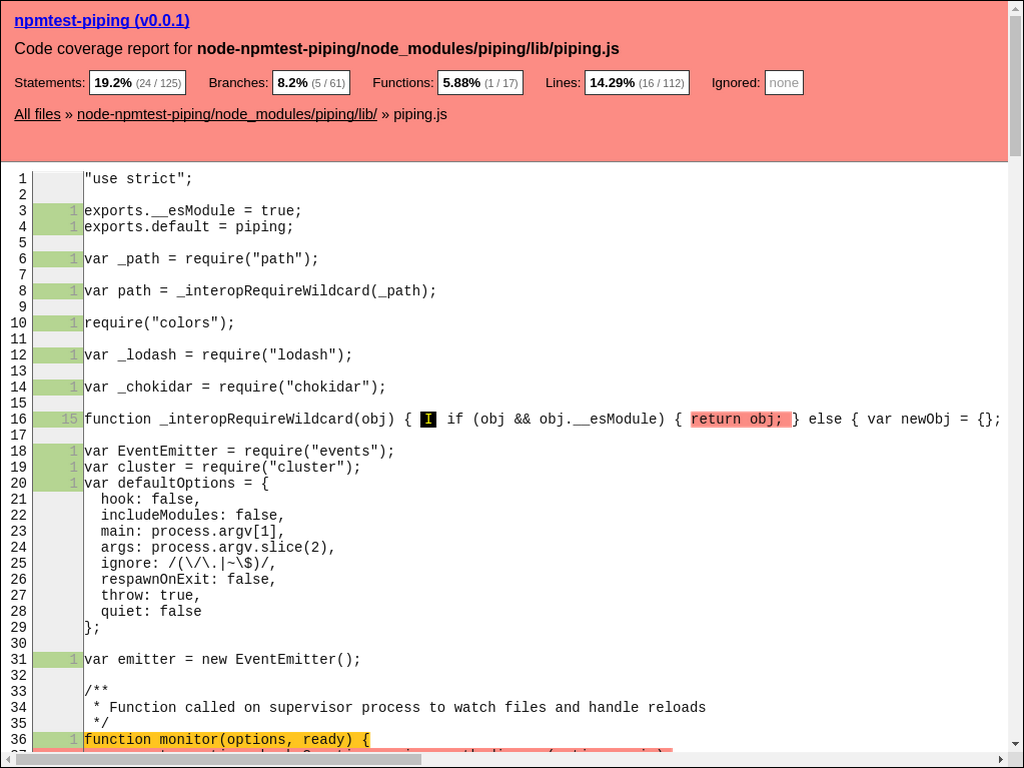 npmtest-piping (v0.0.1)
Code coverage report for node-npmtest-piping/node_modules/piping/lib/piping.js
Statements: 19.2% (24 / 125) Branches: 8.2% (5 / 61) Functions: 5.88% (1 / 17) Lines: 14.29% (16 / 112) Ignored: none
All files » node-npmtest-piping/node_modules/piping/lib/ » piping.js
1 "use strict";
2
3 1 exports.__esModule = true;
4 1 exports.default = piping;
5
6 1 var _path = require("path");
7
8 1 var path = _interopRequireWildcard(_path);
9
10 1 require("colors");
11
12 1 var _lodash = require("lodash");
13
14 1 var _chokidar = require("chokidar");
15
16 15 function _interopRequireWildcard(obj) { I if (obj && obj.__esModule) { return obj; } else { var newObj = {};
17
18 1 var EventEmitter = require("events");
19 1 var cluster = require("cluster");
20 1 var defaultOptions = {
21 hook: false,
22 includeModules: false,
23 main: process.argv[1],
24 args: process.argv.slice(2),
25 ignore: /(\/\.|~\$)/,
26 respawnOnExit: false,
27 throw: true,
28 quiet: false
29 };
30
31 1 var emitter = new EventEmitter();
32
33 /**
34 * Function called on supervisor process to watch files and handle reloads
35 */
36 1 function monitor(options, ready) {